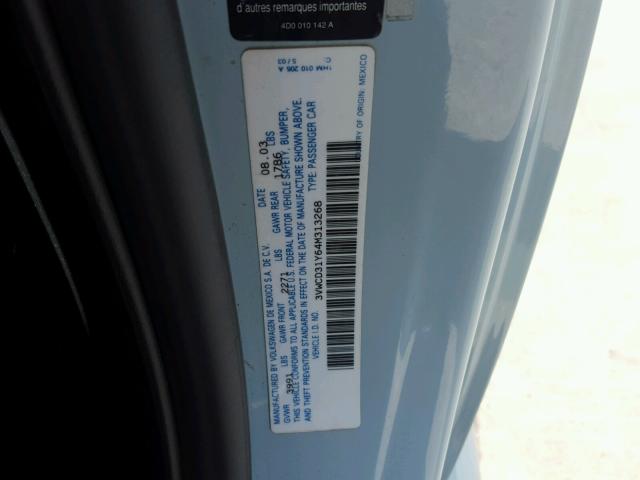 d'autres remarques importantes
4D0 010 142 A
MANUFACTURED BY VOLKSWAGEN DE MEXICO S.A. DE C.V. DATE 08.03
GVWR 3991 LBS GAWR FRONT 2271 LBS GAWR REAR 1786 LBS
THIS VEHICLE CONFORMS TO ALL APPLICABLE U.S. FEDERAL MOTOR VEHICLE SAFETY, BUMPER,
AND THEFT PREVENTION STANDARDS IN EFFECT ON THE DATE OF MANUFACTURE SHOWN ABOVE.
VEHICLE I.D. NO. 3VWCD31Y64M313268 TYPE: PASSENGER CAR
1HM 010 205 A
5/03
COUNTRY OF ORIGIN: MEXICO